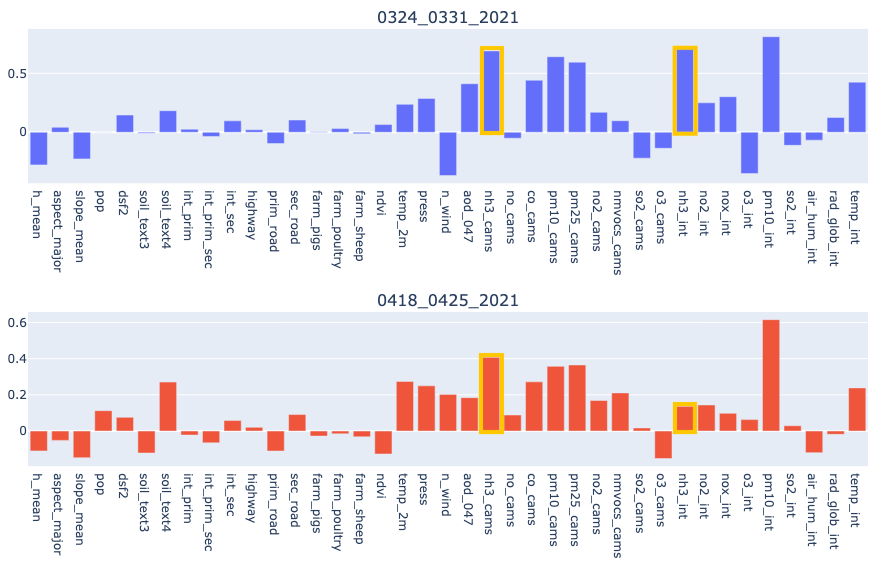 0324_0331_2021
0.5
0
h_mean
aspect_major
slope_mean
pop
dsf2
soil_text3
soil_text4
int_prim
int_prim_sec
int_sec
highway
prim_road
sec_road
farm_pigs
farm_poultry
farm_sheep
ndvi
temp_2m
press
n_wind
aod_047
nh3_cams
no_cams
co_cams
pm10_cams
pm25_cams
no2_cams
nmvocs_cams
so2_cams
o3_cams
nh3_int
no2_int
nox_int
o3_int
pm10_int
so2_int
air_hum_int
rad_glob_int
temp_int
0418_0425_2021
0.6
0.4
0.2
0
h_mean
aspect_major
slope_mean
pop
dsf2
soil_text3
soil_text4
int_prim
int_prim_sec
int_sec
highway
prim_road
sec_road
farm_pigs
farm_poultry
farm_sheep
ndvi
temp_2m
press
n_wind
aod_047
nh3_cams
no_cams
co_cams
pm10_cams
pm25_cams
no2_cams
nmvocs_cams
so2_cams
o3_cams
nh3_int
no2_int
nox_int
o3_int
pm10_int
so2_int
air_hum_int
rad_glob_int
temp_int